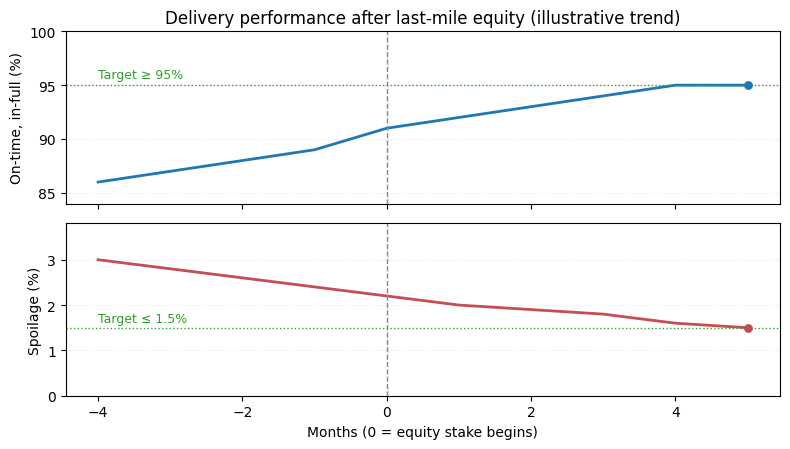 Delivery performance after last-mile equity (illustrative trend)
On-time, in-full (%)
100
95
90
85
Target ≥ 95%
Spoilage (%)
3
2
1
0
Target ≤ 1.5%
−4
−2
0
2
4
Months (0 = equity stake begins)